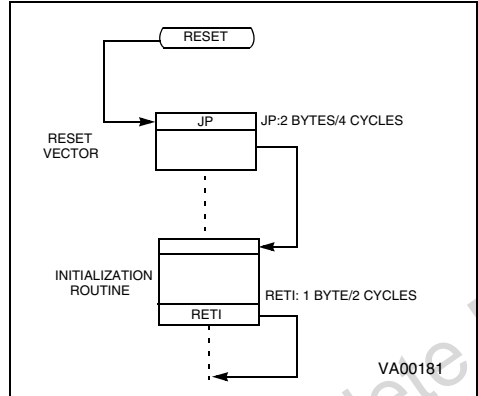 RESET
JP
JP:2 BYTES/4 CYCLES
RESET
VECTOR
INITIALIZATION
ROUTINE
RETI: 1 BYTE/2 CYCLES
RETI
VA00181